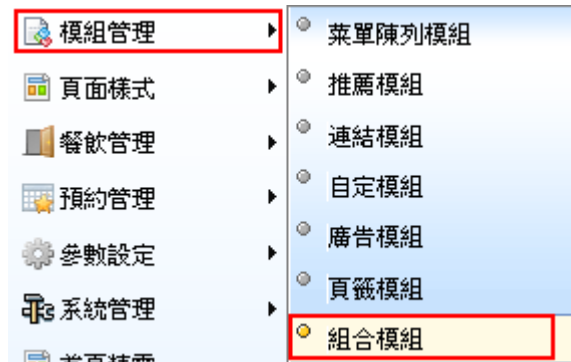 模組管理
頁面樣式
餐飲管理
預約管理
參數設定
系統管理
菜單陳列模組
推薦模組
連結模組
自定模組
廣告模組
頁籤模組
組合模組